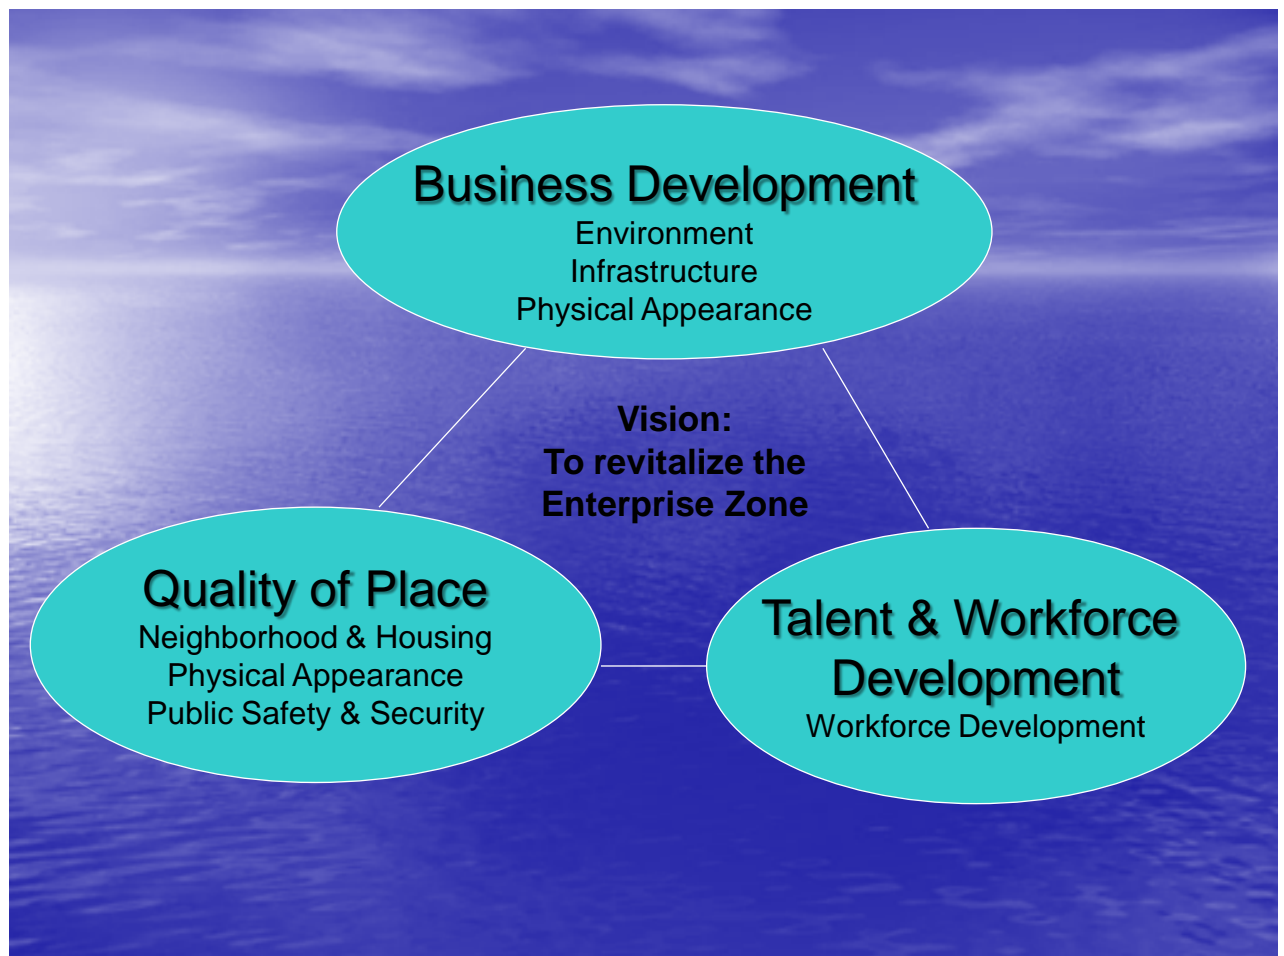 Business Development
Environment
Infrastructure
Physical Appearance
Vision:
To revitalize the
Enterprise Zone
Quality of Place
Neighborhood & Housing
Physical Appearance
Public Safety & Security
Talent & Workforce
Development
Workforce Development